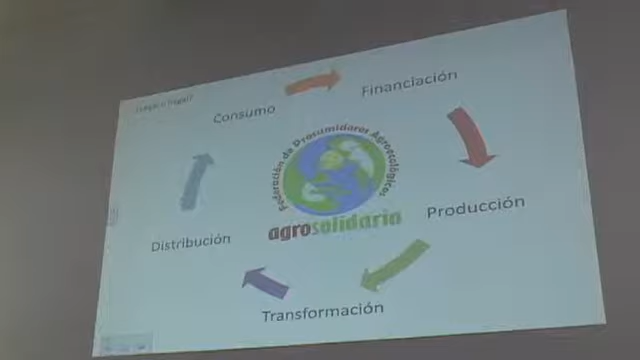 Consumo
Financiación
Federación de Prosumidores Agroecológicos
agrosolidaria
Producción
Distribución
Transformación